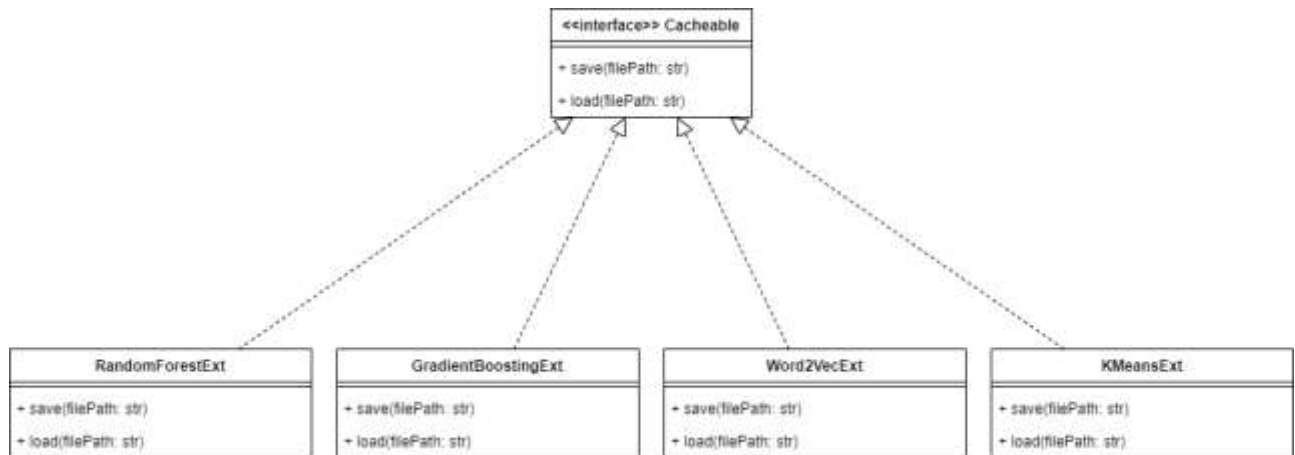 <<interface>> Cacheable
+ save(filePath: str)
+ load(filePath: str)
RandomForestExt
+ save(filePath: str)
+ load(filePath: str)
GradientBoostingExt
+ save(filePath: str)
+ load(filePath: str)
Word2VecExt
+ save(filePath: str)
+ load(filePath: str)
KMeansExt
+ save(filePath: str)
+ load(filePath: str)